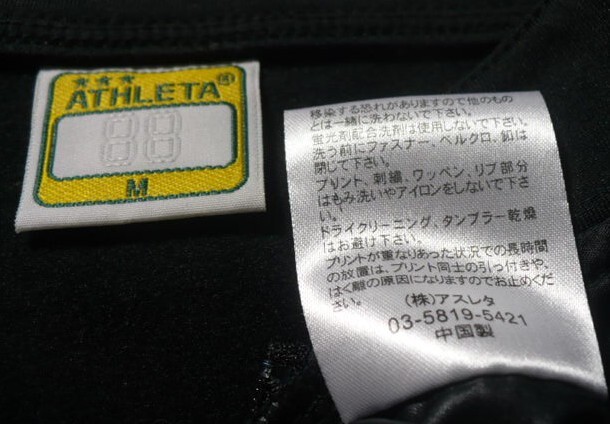 ★★★
ATHLETA®
88
M
移染する恐れがありますので他のもの
とは一緒に洗わないで下さい。
蛍光剤配合洗剤は使用しないで下さい。
洗う前にファスナー、ベルクロ、釦は
閉じて下さい。
プリント、刺繍、ワッペン、リブ部分
はもみ洗いやアイロンをしないで下さ
い。
ドライクリーニング、タンブラー乾燥
はお避け下さい。
プリントが重なりあった状況での長時間
の放置は、プリント同士の引っ付きや、
はく離の原因になりますのでお止めくだ
さい。
(株)アスレタ
03-5819-5421
中国製